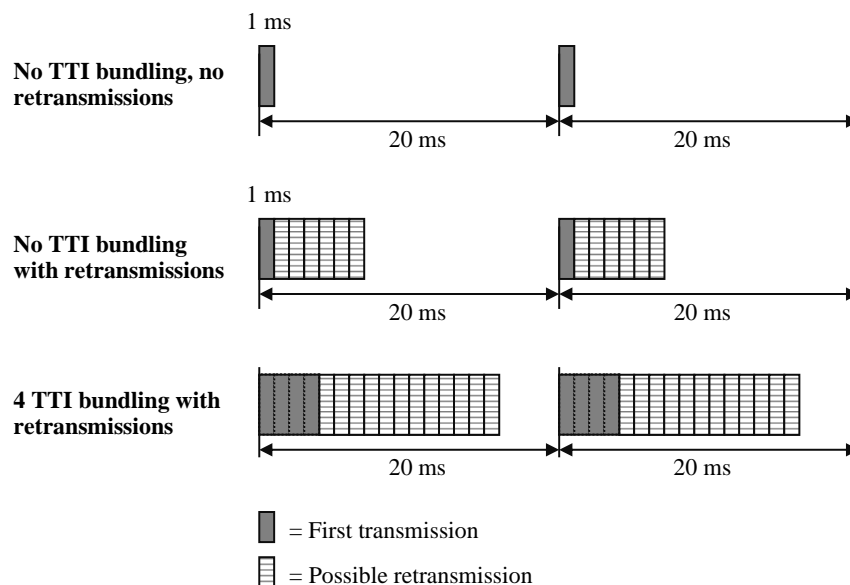 1 ms
No TTI bundling, no
retransmissions
20 ms
20 ms
1 ms
No TTI bundling
with retransmissions
20 ms
20 ms
4 TTI bundling with
retransmissions
20 ms
20 ms
= First transmission
= Possible retransmission